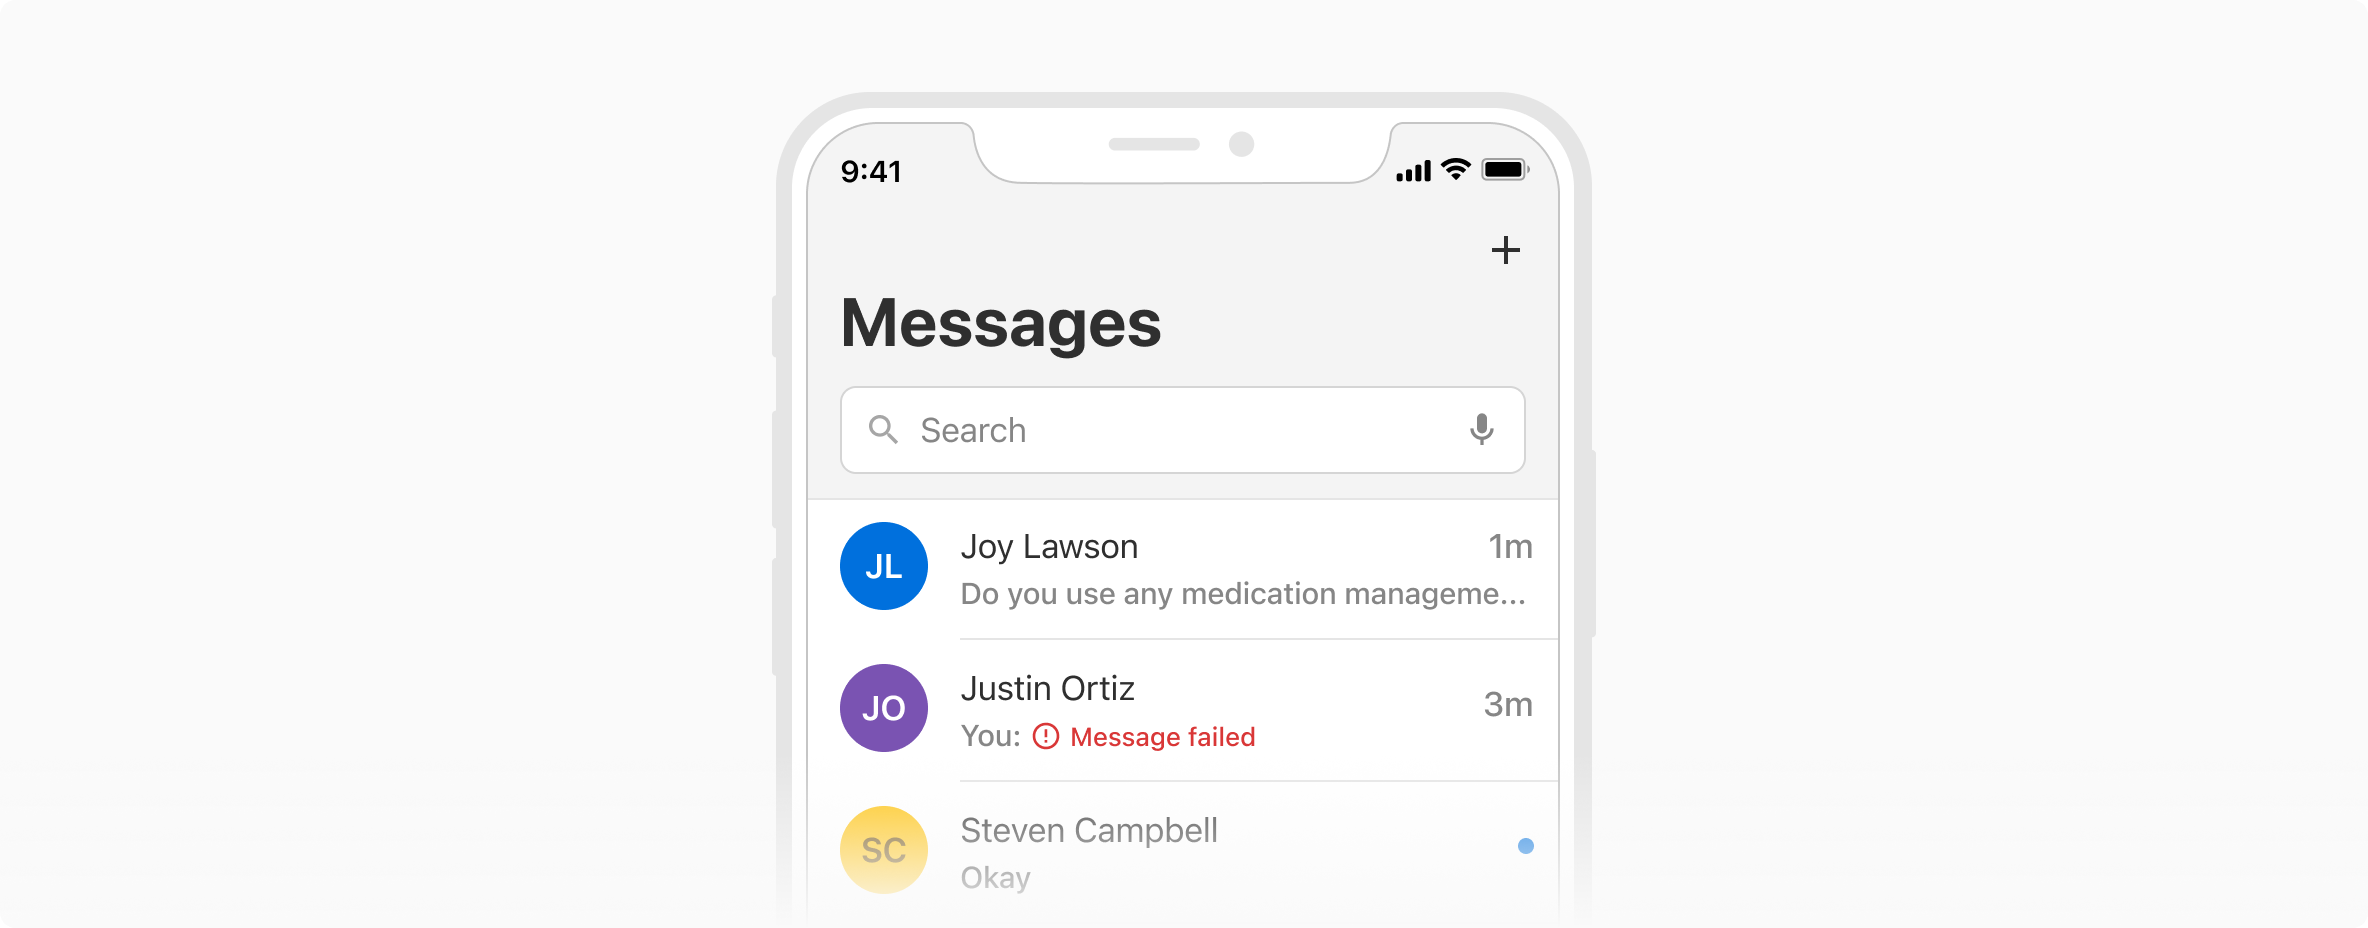 9:41
Messages
Search
JL
Joy Lawson
1m
Do you use any medication manageme...
JO
Justin Ortiz
3m
You: Message failed
SC
Steven Campbell
Okay